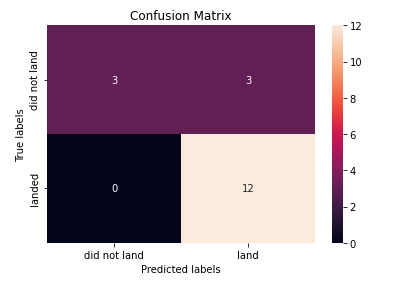 Confusion Matrix
12
did not land
3
3
10
8
True labels
6
4
landed
0
12
2
0
did not land
land
Predicted labels